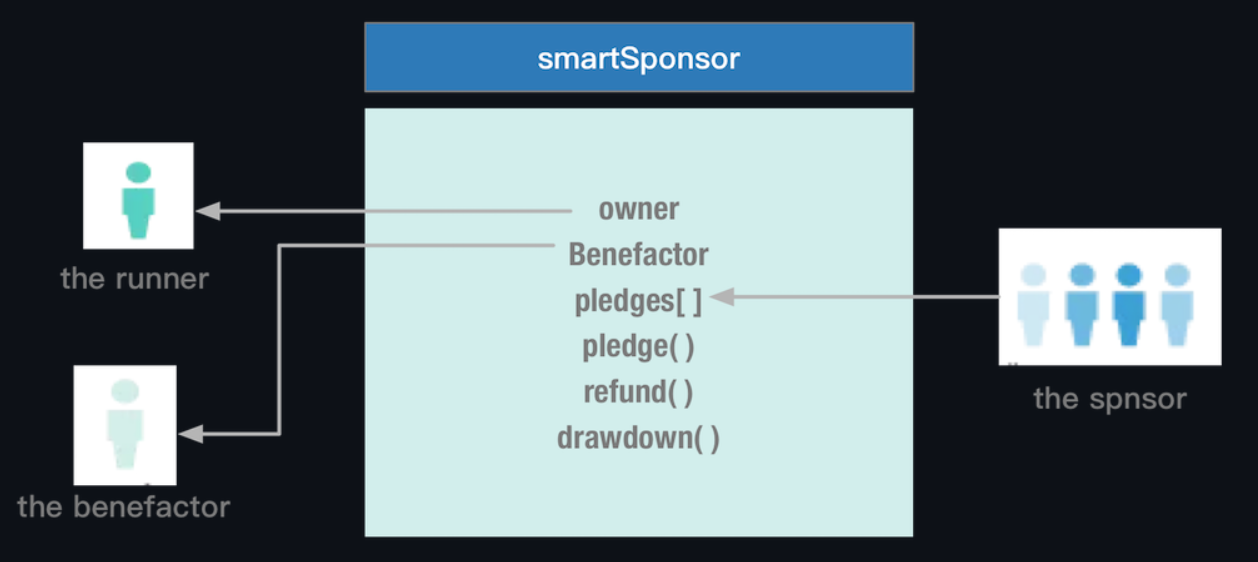 smartSponsor
owner
Benefactor
pledges[ ]
pledge( )
refund( )
drawdown( )
the runner
the benefactor
the spnsor